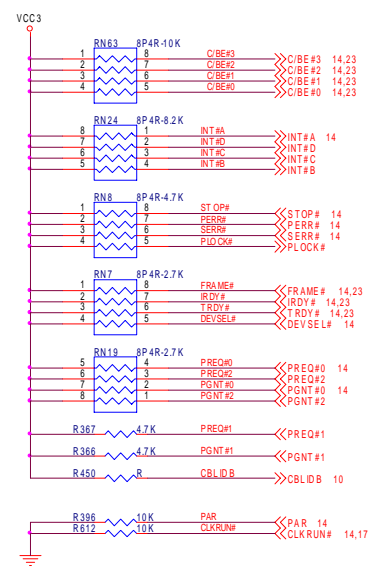 VCC3
RN63 8P4R-10K
1 8 C/BE#3 C/BE#3 14,23
2 7 C/BE#2 C/BE#2 14,23
3 6 C/BE#1 C/BE#1 14,23
4 5 C/BE#0 C/BE#0 14,23
RN24 8P4R-8.2K
8 1 INT#A INT#A 14
7 2 INT#D INT#D
6 3 INT#C INT#C
5 4 INT#B INT#B
RN8 8P4R-4.7K
1 8 STOP# STOP# 14
2 7 PERR# PERR# 14
3 6 SERR# SERR# 14
4 5 PLOCK# PLOCK#
RN7 8P4R-2.7K
1 8 FRAME# FRAME# 14,23
2 7 IRDY# IRDY# 14,23
3 6 TRDY# TRDY# 14,23
4 5 DEVSEL# DEVSEL# 14
RN19 8P4R-2.7K
5 4 PREQ#0 PREQ#0 14
6 3 PREQ#2 PREQ#2
7 2 PGNT#0 PGNT#0 14
8 1 PGNT#2 PGNT#2
R367 4.7K PREQ#1 PREQ#1
R366 4.7K PGNT#1 PGNT#1
R450 R CBLIDB CBLIDB 10
R396 10K PAR PAR 14
R612 10K CLKRUN# CLKRUN# 14,17